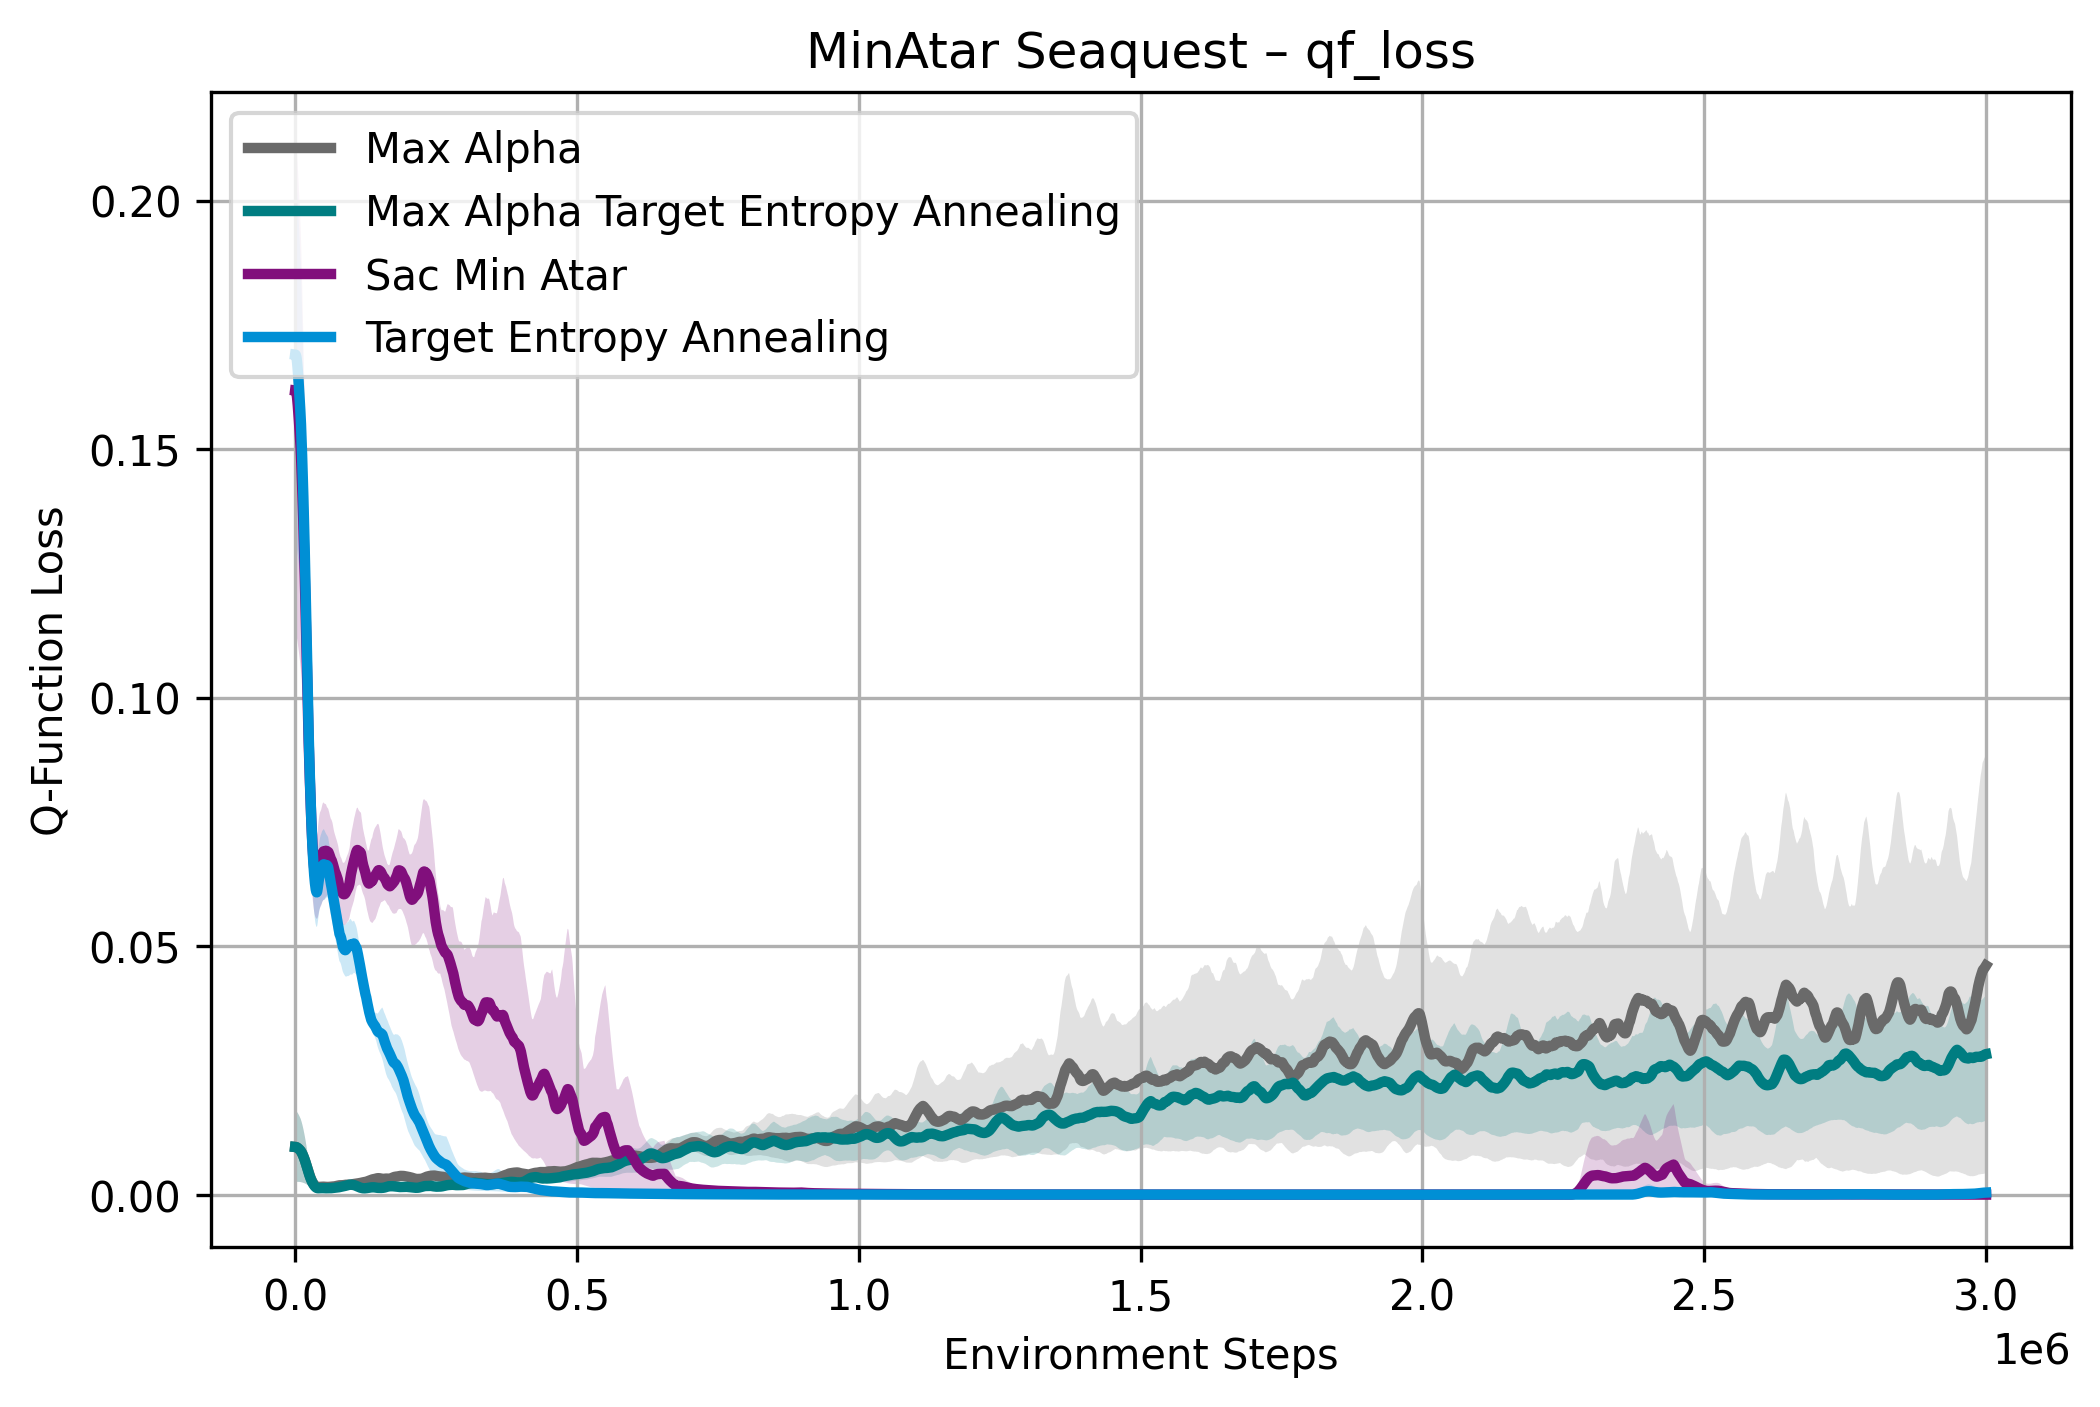 MinAtar Seaquest – qf_loss
Max Alpha
Max Alpha Target Entropy Annealing
Sac Min Atar
Target Entropy Annealing
Q-Function Loss
0.20
0.15
0.10
0.05
0.00
0.0 0.5 1.0 1.5 2.0 2.5 3.0
1e6
Environment Steps